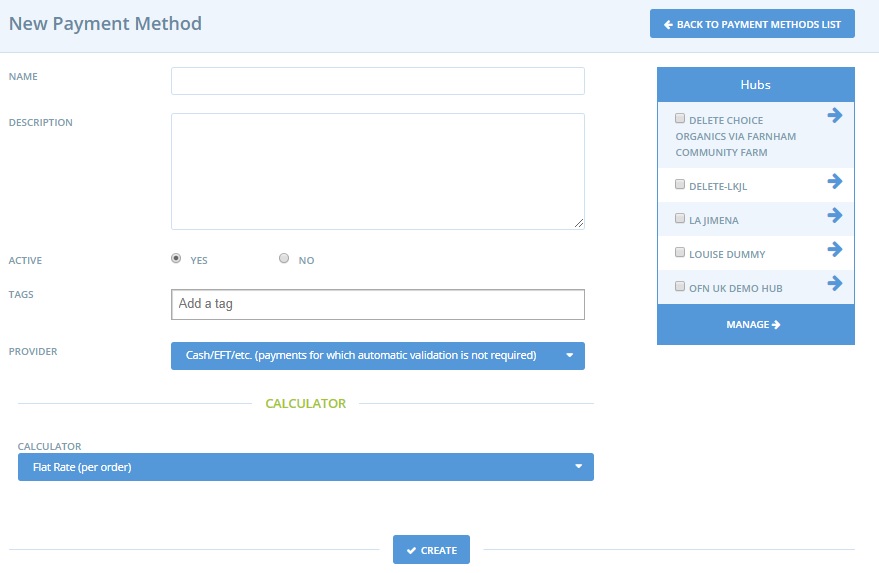 New Payment Method
BACK TO PAYMENT METHODS LIST
NAME
DESCRIPTION
ACTIVE
YES
NO
TAGS
Add a tag
PROVIDER
Cash/EFT/etc. (payments for which automatic validation is not required)
CALCULATOR
CALCULATOR
Flat Rate (per order)
CREATE
Hubs
DELETE CHOICE
ORGANICS VIA FARNHAM
COMMUNITY FARM
DELETE-LKJL
LA JIMENA
LOUISE DUMMY
OFN UK DEMO HUB
MANAGE